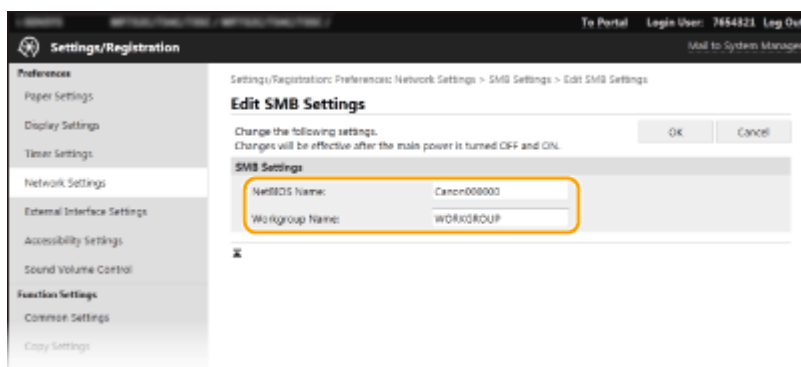 To Portal Login User: 7654321 Log Out
Settings/Registration
Mail to System Manager
Preferences
Paper Settings
Display Settings
Timer Settings
Network Settings
External Interface Settings
Accessibility Settings
Sound Volume Control
Function Settings
Common Settings
Copy Settings
Settings/Registration: Preferences: Network Settings > SMB Settings > Edit SMB Settings
Edit SMB Settings
Change the following settings.
Changes will be effective after the main power is turned OFF and ON.
OK
Cancel
SMB Settings
NetBIOS Name:
Canon000000
Workgroup Name:
WORKGROUP